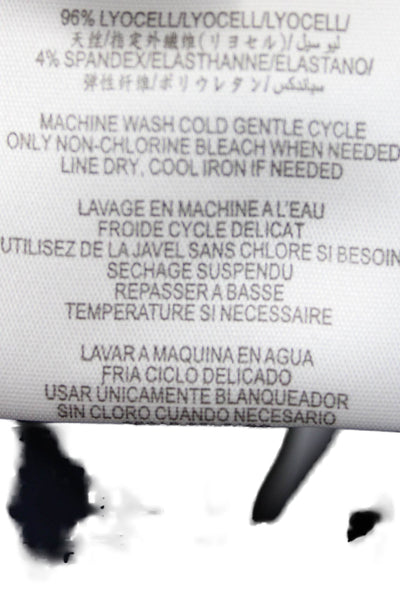 96% LYOCELL/LYOCELL/LYOCELL/
天丝/指定外繊維(リヨセル)/ليوسيل/
4% SPANDEX/ELASTHANNE/ELASTANO/
弹性纤维/ポリウレタン/سباندكس
MACHINE WASH COLD GENTLE CYCLE
ONLY NON-CHLORINE BLEACH WHEN NEEDED
LINE DRY, COOL IRON IF NEEDED
LAVAGE EN MACHINE A L'EAU
FROIDE CYCLE DELICAT
UTILISEZ DE LA JAVEL SANS CHLORE SI BESOIN
SECHAGE SUSPENDU
REPASSER A BASSE
TEMPERATURE SI NECESSAIRE
LAVAR A MAQUINA EN AGUA
FRIA CICLO DELICADO
USAR ÚNICAMENTE BLANQUEADOR
SIN CLORO CUANDO NECESARIO